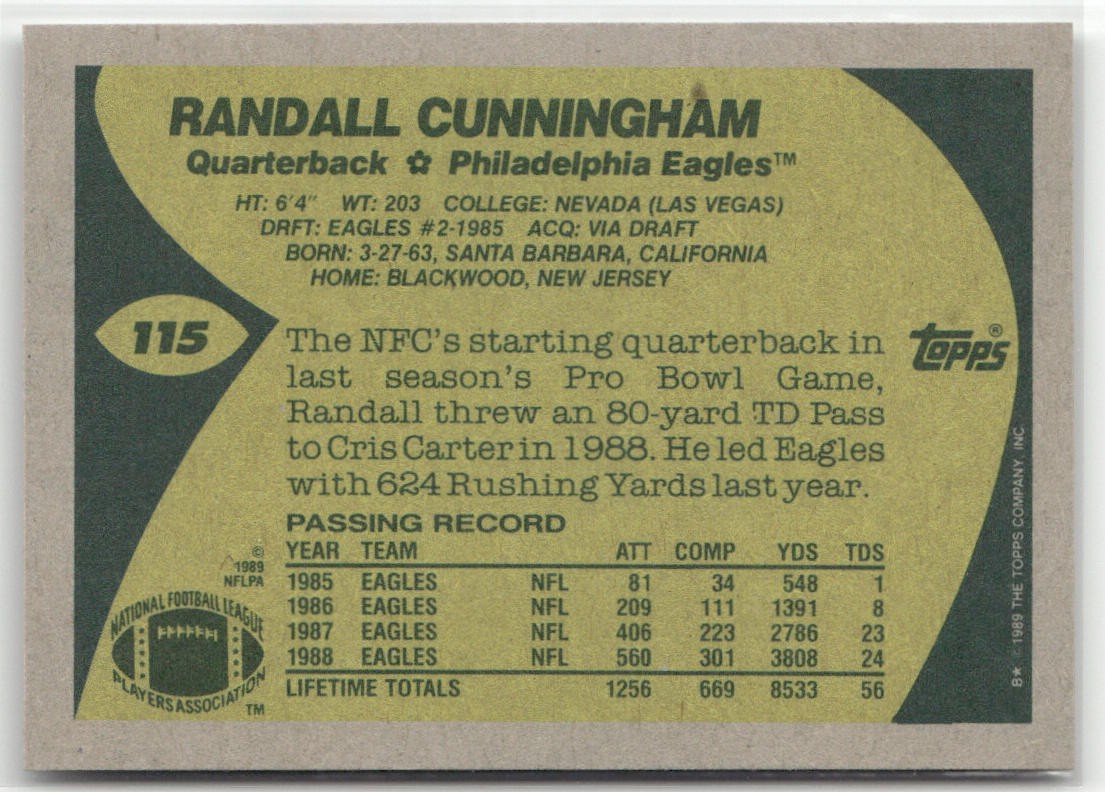 RANDALL CUNNINGHAM
Quarterback ✿ Philadelphia Eagles™
HT: 6'4" WT: 203 COLLEGE: NEVADA (LAS VEGAS)
DRFT: EAGLES #2-1985 ACQ: VIA DRAFT
BORN: 3-27-63, SANTA BARBARA, CALIFORNIA
HOME: BLACKWOOD, NEW JERSEY
115
The NFC's starting quarterback in
last season's Pro Bowl Game,
Randall threw an 80-yard TD Pass
to Cris Carter in 1988. He led Eagles
with 624 Rushing Yards last year.
topps®
PASSING RECORD
YEAR TEAM ATT COMP YDS TDS
1985 EAGLES NFL 81 34 548 1
1986 EAGLES NFL 209 111 1391 8
1987 EAGLES NFL 406 223 2786 23
1988 EAGLES NFL 560 301 3808 24
LIFETIME TOTALS 1256 669 8533 56
©
1989
NFLPA
NATIONAL FOOTBALL LEAGUE
PLAYERS ASSOCIATION
TM
8* © 1989 THE TOPPS COMPANY, INC.